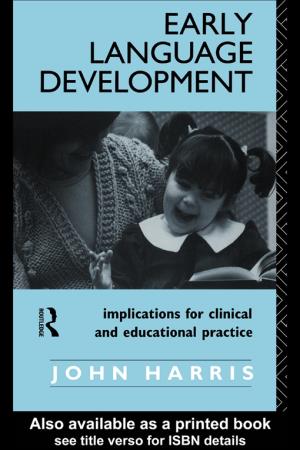 EARLY
LANGUAGE
DEVELOPMENT
ROUTLEDGE
implications for clinical
and educational practice
JOHN HARRIS
Also available as a printed book
see title verso for ISBN details